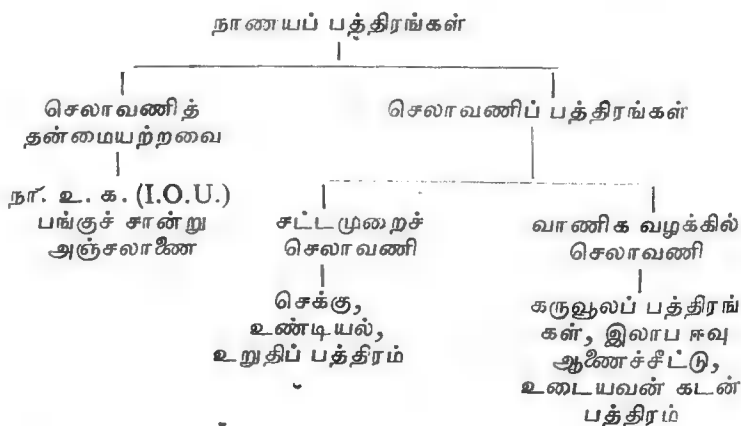 நாணயப் பத்திரங்கள்
செலாவணித்
தன்மையற்றவை
செலாவணிப் பத்திரங்கள்
நா. உ. க. (I.O.U.)
பங்குச் சான்று
அஞ்சலாணை
சட்டமுறைச்
செலாவணி
வாணிக வழக்கில்
செலாவணி
செக்கு,
உண்டியல்,
உறுதிப் பத்திரம்
கருவூலப் பத்திரங்
கள், இலாப ஈவு
ஆணைச்சீட்டு,
உடையவன் கடன்
பத்திரம்